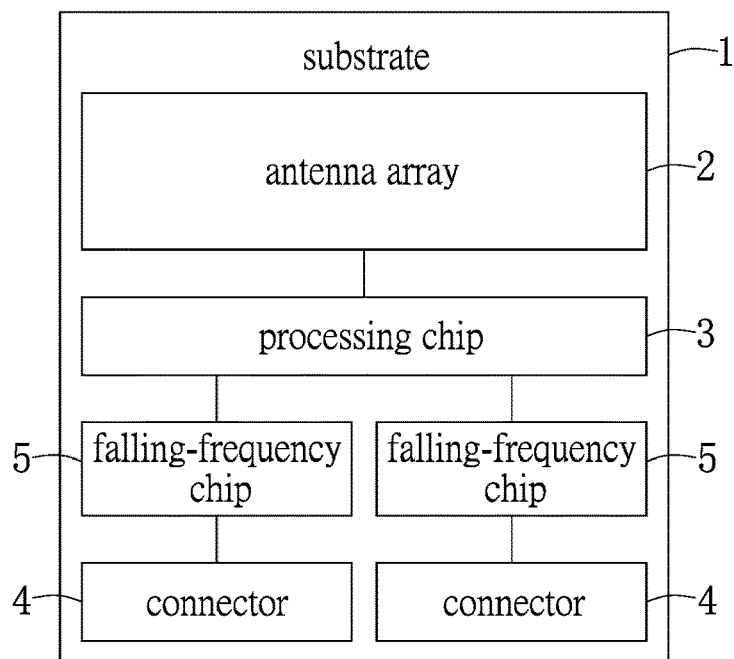 substrate
1
antenna array
2
processing chip
3
5
falling-frequency
chip
falling-frequency
chip
5
4
connector
connector
4